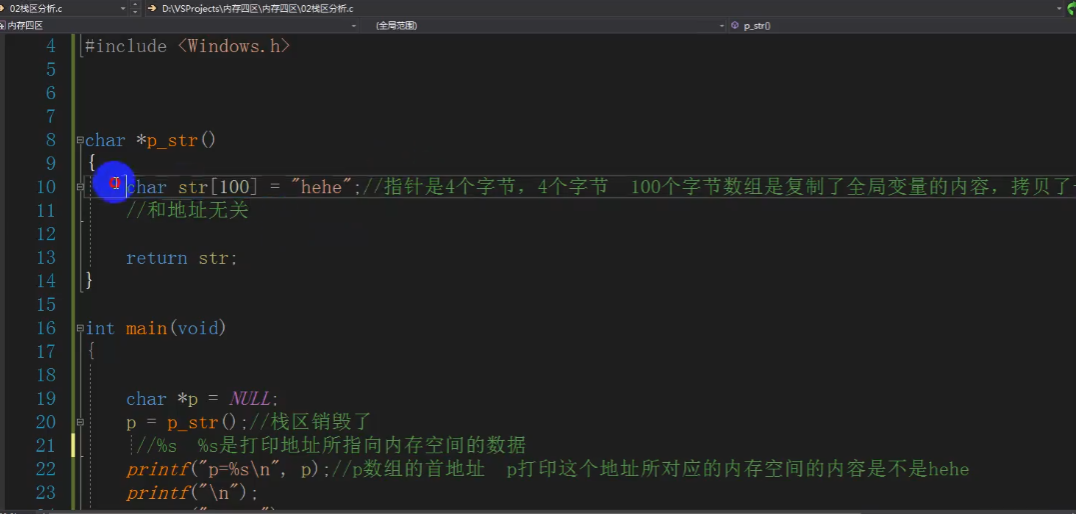 02栈区分析.c
D:\VSProjects\内存四区\内存四区\02栈区分析.c
内存四区
(全局范围)
p_str()
4 #include <Windows.h>
5
6
7
8 char *p_str()
9 {
10 char str[100] = "hehe";//指针是4个字节，4个字节 100个字节数组是复制了全局变量的内容，拷贝了
11 //和地址无关
12
13 return str;
14 }
15
16 int main(void)
17 {
18
19 char *p = NULL;
20 p = p_str();//栈区销毁了
21 //%s %s是打印地址所指向内存空间的数据
22 printf("p=%s\n", p);//p数组的首地址 p打印这个地址所对应的内存空间的内容是不是hehe
23 printf("\n");